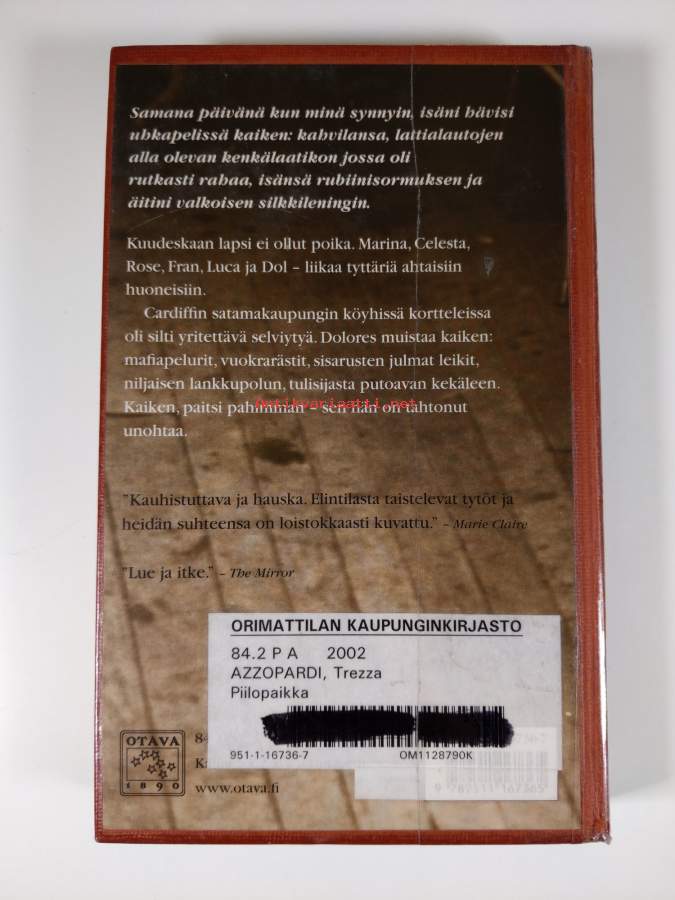 Samana päivänä kun minä synnyin, isäni hävisi
uhkapelissä kaiken: kahvilansa, lattialautojen
alla olevan kenkälaatikon jossa oli
rutkasti rahaa, isänsä rubiinisormuksen ja
äitini valkoisen silkkileningin.
Kuudeskaan lapsi ei ollut poika. Marina, Celesta,
Rose, Fran, Luca ja Dol – liikaa tyttäriä ahtaisiin
huoneisiin.
Cardiffin satamakaupungin köyhissä kortteleissa
oli silti yritettävä selviytyä. Dolores muistaa kaiken:
mafiapelurit, vuokrarästit, sisarusten julmat leikit,
niljaisen lankkupolun, tulisijasta putoavan kekäleen.
Kaiken, paitsi pahimman – sen hän on tahtonut
unohtaa.
antikvariaatti.net
"Kauhistuttava ja hauska. Elintilasta taistelevat tytöt ja
heidän suhteensa on loistokkaasti kuvattu." – Marie Claire
"Lue ja itke." – The Mirror
ORIMATTILAN KAUPUNGINKIRJASTO
84.2 P A 2002
AZZOPARDI, Trezza
Piilopaikka
951-1-16736-7 OM1128790K
OTAVA
1890
www.otava.fi
9 789511 167365